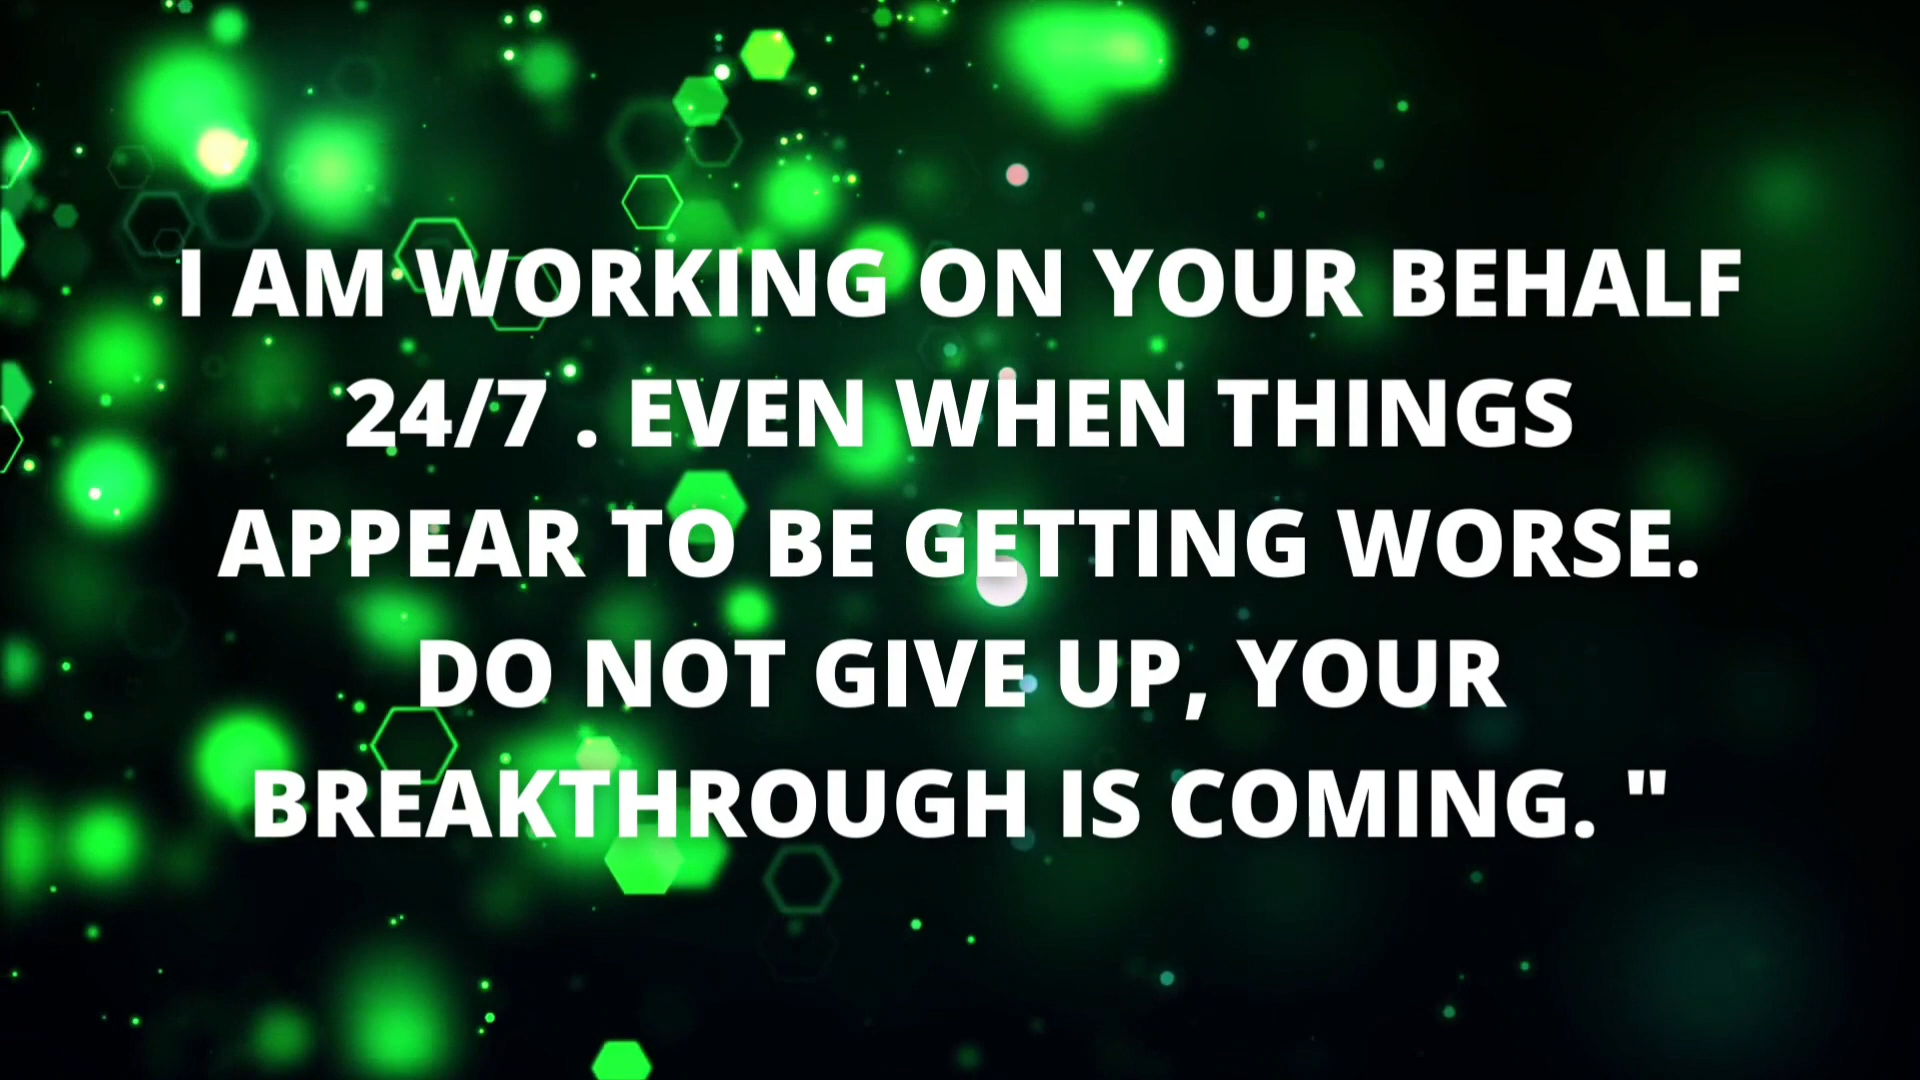 I AM WORKING ON YOUR BEHALF
24/7 . EVEN WHEN THINGS
APPEAR TO BE GETTING WORSE.
DO NOT GIVE UP, YOUR
BREAKTHROUGH IS COMING. "